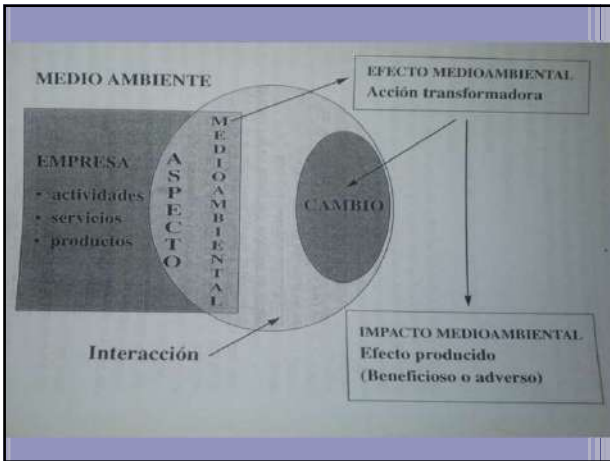 MEDIO AMBIENTE
EMPRESA
• actividades
• servicios
• productos
ASPECTO
MEDIOAMBIENTAL
Interacción
CAMBIO
EFECTO MEDIOAMBIENTAL
Acción transformadora
IMPACTO MEDIOAMBIENTAL
Efecto producido
(Beneficioso o adverso)